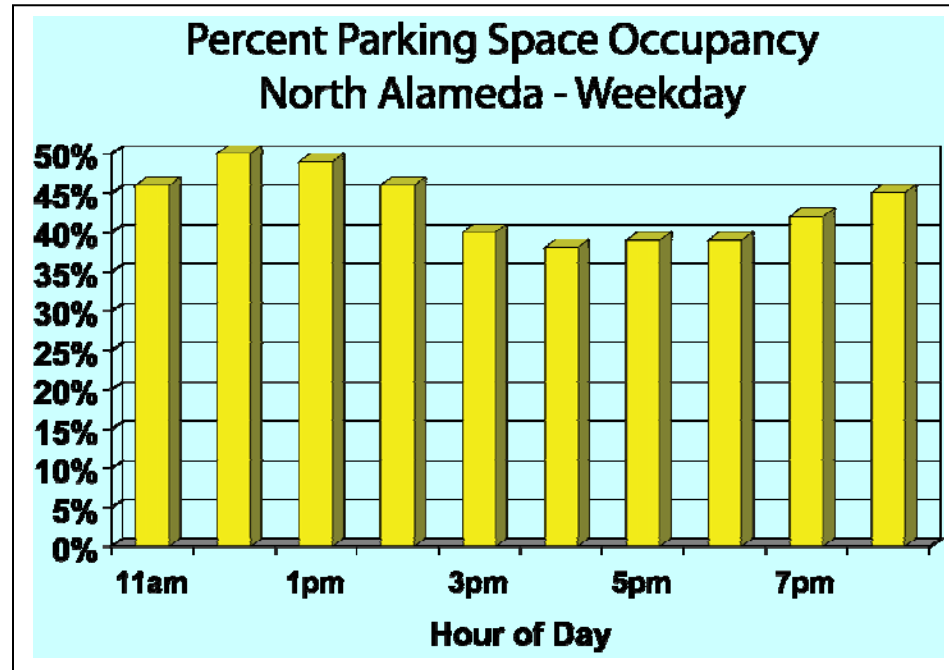 Percent Parking Space Occupancy
North Alameda - Weekday
50%
45%
40%
35%
30%
25%
20%
15%
10%
5%
0%
11am 1pm 3pm 5pm 7pm
Hour of Day